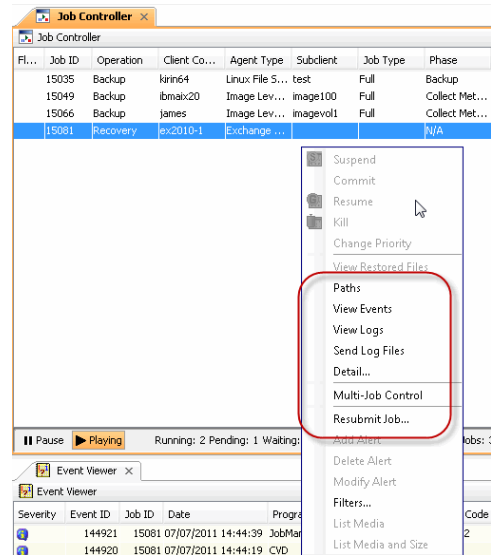 Job Controller
Job Controller
Fl... Job ID Operation Client Co... Agent Type Subclient Job Type Phase
15035 Backup kirin64 Linux File S... test Full Backup
15049 Backup ibmaix20 Image Lev... image100 Full Collect Met...
15066 Backup james Image Lev... imagevol1 Full Collect Met...
15081 Recovery ex2010-1 Exchange ... N/A
Suspend
Commit
Resume
Kill
Change Priority
View Restored Files
Paths
View Events
View Logs
Send Log Files
Detail...
Multi-Job Control
Resubmit Job...
Pause Playing Running: 2 Pending: 1 Waiting: Add Alert Jobs: 3
Delete Alert
Modify Alert
Filters...
List Media
List Media and Size
Event Viewer
Event Viewer
Severity Event ID Job ID Date Progra Code
144921 15081 07/07/2011 14:44:39 JobMar 2
144920 15081 07/07/2011 14:44:19 CVD